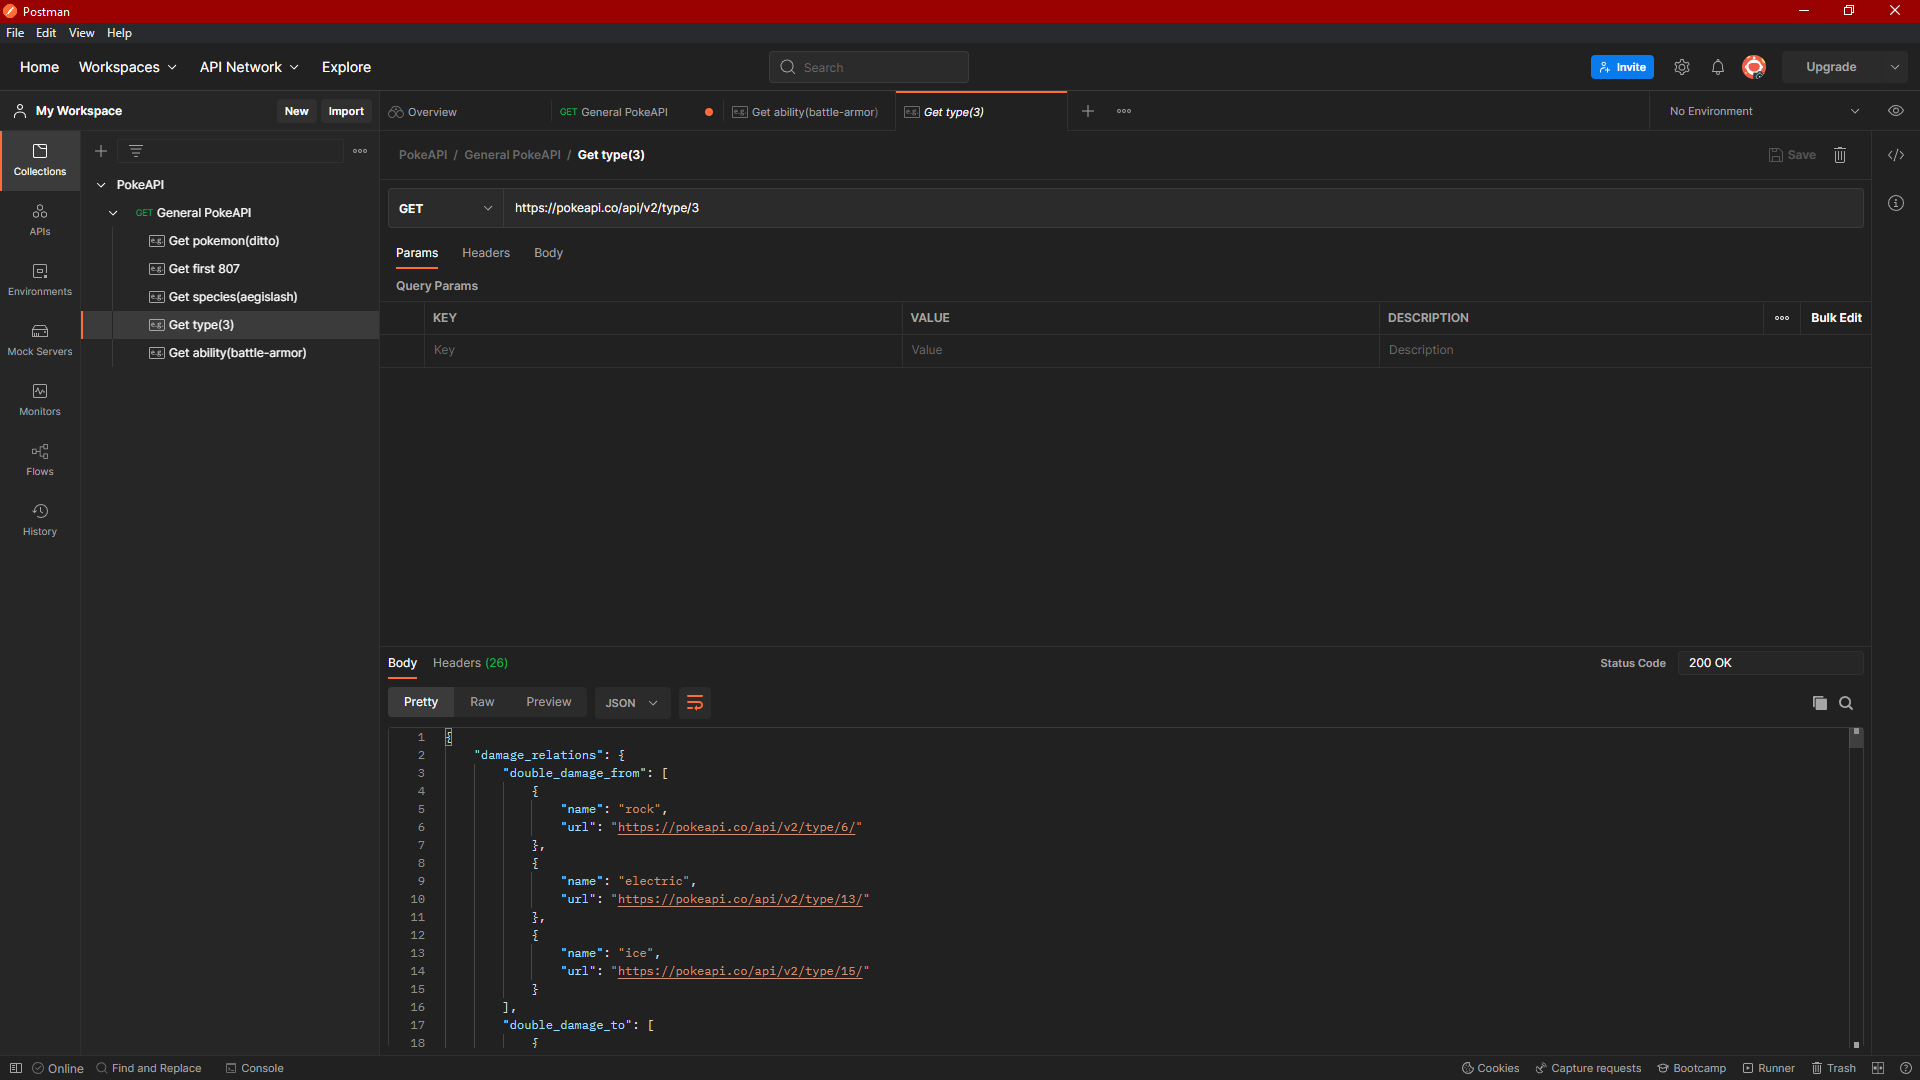 Postman
File Edit View Help
Home Workspaces API Network Explore Search Invite Upgrade
My Workspace New Import Overview GET General PokeAPI e.g. Get ability(battle-armor) e.g. Get type(3) No Environment
Collections
APIs
Environments
Mock Servers
Monitors
Flows
History
PokeAPI
GET General PokeAPI
e.g. Get pokemon(ditto)
e.g. Get first 807
e.g. Get species(aegislash)
e.g. Get type(3)
e.g. Get ability(battle-armor)
PokeAPI / General PokeAPI / Get type(3) Save
GET https://pokeapi.co/api/v2/type/3
Params Headers Body
Query Params
KEY VALUE DESCRIPTION Bulk Edit
Key Value Description
Body Headers (26) Status Code 200 OK
Pretty Raw Preview JSON
1 {
2 "damage_relations": {
3 "double_damage_from": [
4 {
5 "name": "rock",
6 "url": "https://pokeapi.co/api/v2/type/6/"
7 },
8 {
9 "name": "electric",
10 "url": "https://pokeapi.co/api/v2/type/13/"
11 },
12 {
13 "name": "ice",
14 "url": "https://pokeapi.co/api/v2/type/15/"
15 }
16 ],
17 "double_damage_to": [
18 {
Online Find and Replace Console Cookies Capture requests Bootcamp Runner Trash